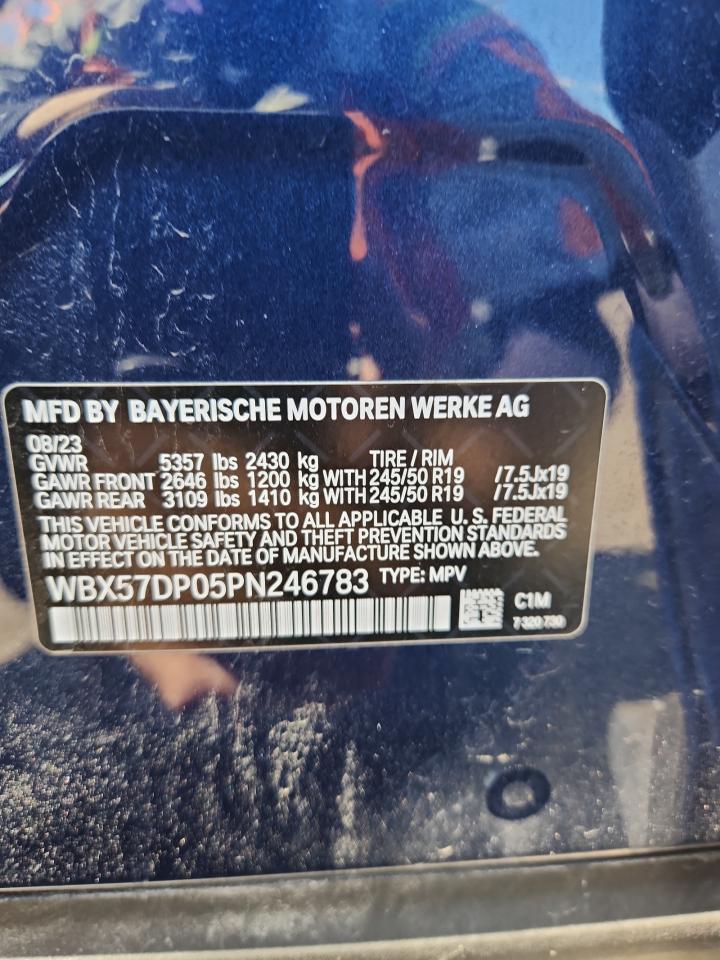 MFD BY BAYERISCHE MOTOREN WERKE AG
08/23
GVWR 5357 lbs 2430 kg TIRE / RIM
GAWR FRONT 2646 lbs 1200 kg WITH 245/50 R19 /7.5Jx19
GAWR REAR 3109 lbs 1410 kg WITH 245/50 R19 /7.5Jx19
THIS VEHICLE CONFORMS TO ALL APPLICABLE U. S. FEDERAL
MOTOR VEHICLE SAFETY AND THEFT PREVENTION STANDARDS
IN EFFECT ON THE DATE OF MANUFACTURE SHOWN ABOVE.
WBX57DP05PN246783 TYPE: MPV
C1M
7 320 730